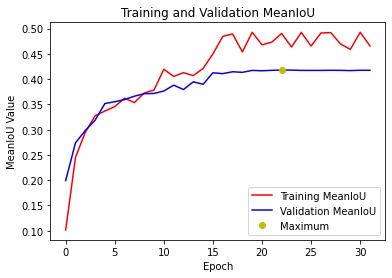 Training and Validation MeanIoU
MeanIoU Value
0.50
0.45
0.40
0.35
0.30
0.25
0.20
0.15
0.10
0
5
10
15
20
25
30
Epoch
Training MeanIoU
Validation MeanIoU
Maximum